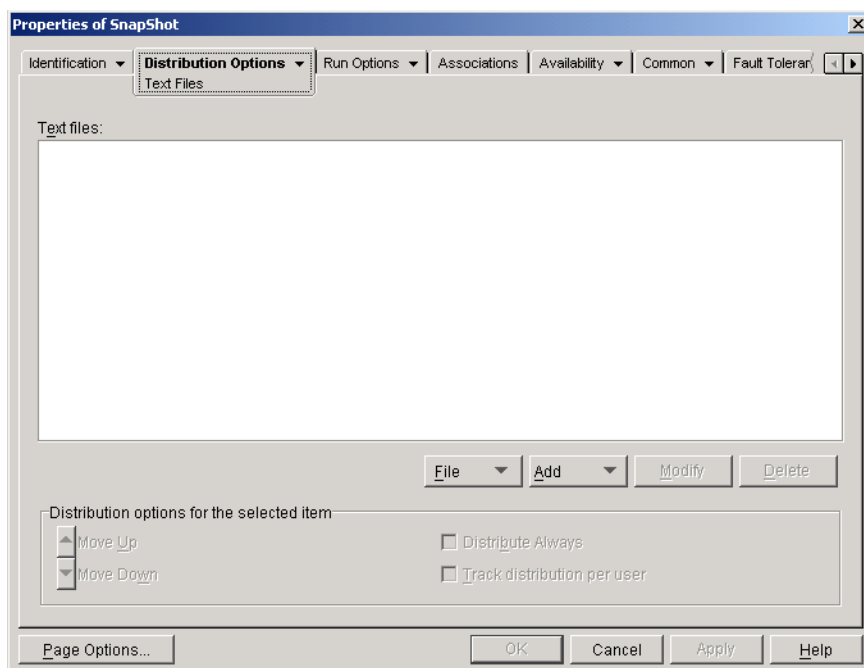 Properties of SnapShot
Identification Distribution Options Run Options Associations Availability Common Fault Toleran
Text Files
Text files:
File Add Modify Delete
Distribution options for the selected item
Move Up Distribute Always
Move Down Track distribution per user
Page Options... OK Cancel Apply Help